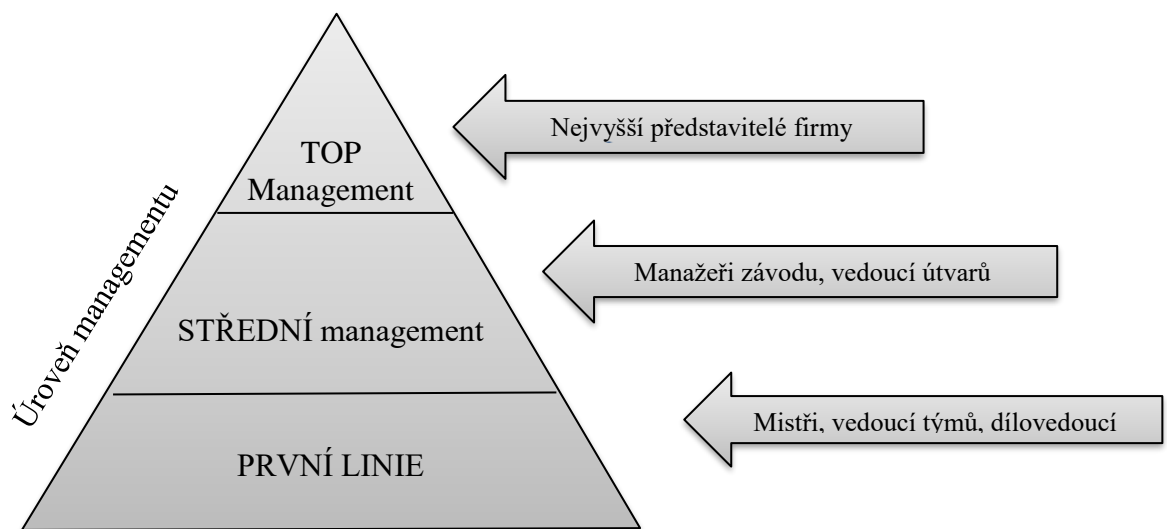 TOP
Management
Nejvyšší představitelé firmy
Úroveň managementu
STŘEDNÍ management
Manažeři závodu, vedoucí útvarů
PRVNÍ LINIE
Mistři, vedoucí týmů, dílovedoucí